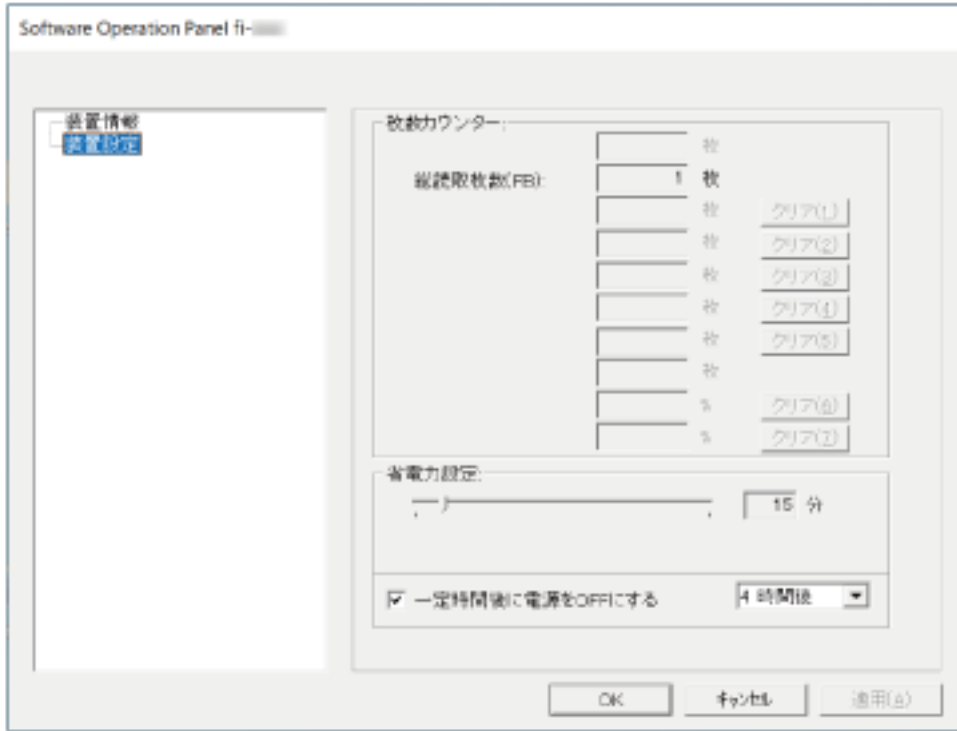 Software Operation Panel fi-
装置情報
装置設定
枚数カウンター:
枚
総読取枚数(FB): 1 枚
枚 クリア(1)
枚 クリア(2)
枚 クリア(3)
枚 クリア(4)
枚 クリア(5)
枚
% クリア(6)
% クリア(7)
省電力設定:
15 分
一定時間後に電源をOFFにする 4 時間後
OK キャンセル 適用(A)